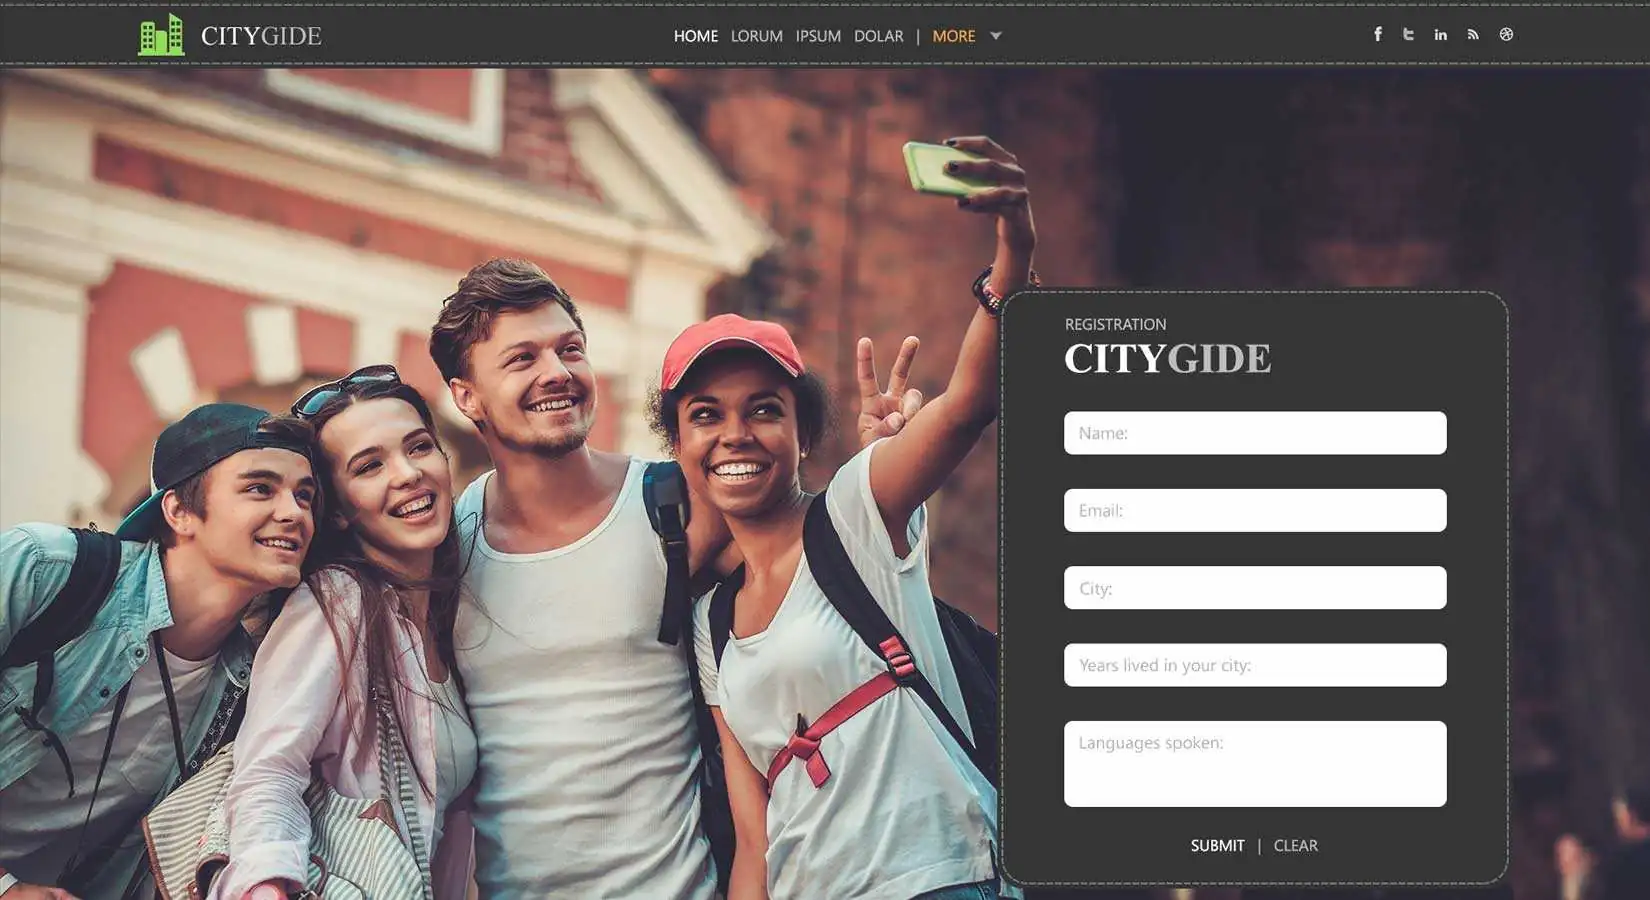 CITYGIDE
HOME LORUM IPSUM DOLAR | MORE
REGISTRATION
CITYGIDE
Name:
Email:
City:
Years lived in your city:
Languages spoken:
SUBMIT | CLEAR